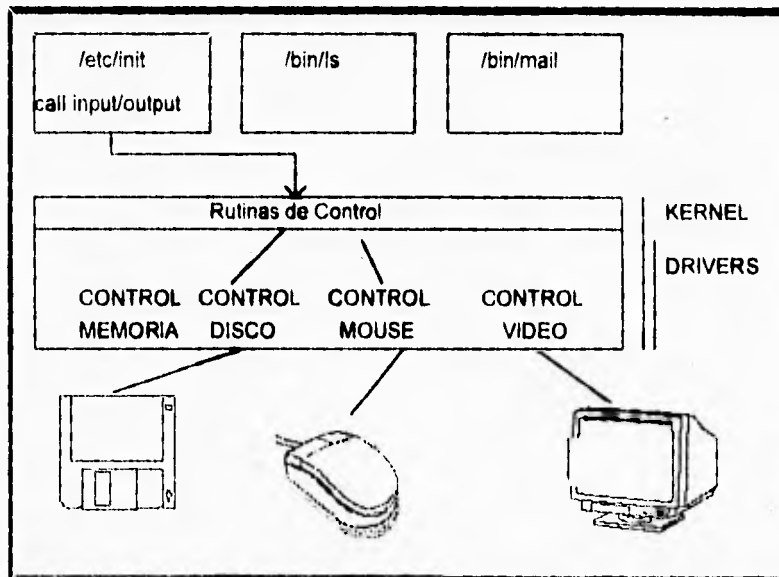 /etc/init
call input/output
/bin/ls
/bin/mail
Rutinas de Control
KERNEL
DRIVERS
CONTROL MEMORIA
CONTROL DISCO
CONTROL MOUSE
CONTROL VIDEO